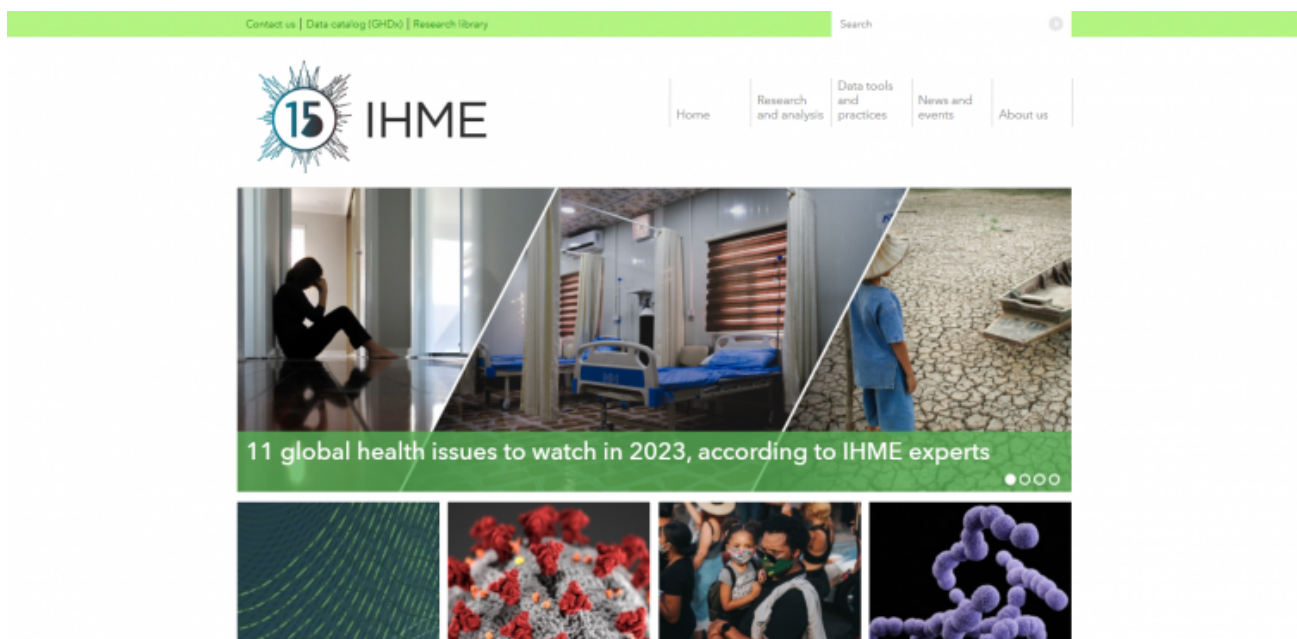 Contact us | Data catalog (GHDx) | Research library
Search
15 IHME
Home
Research
and analysis
Data tools
and
practices
News and
events
About us
11 global health issues to watch in 2023, according to IHME experts